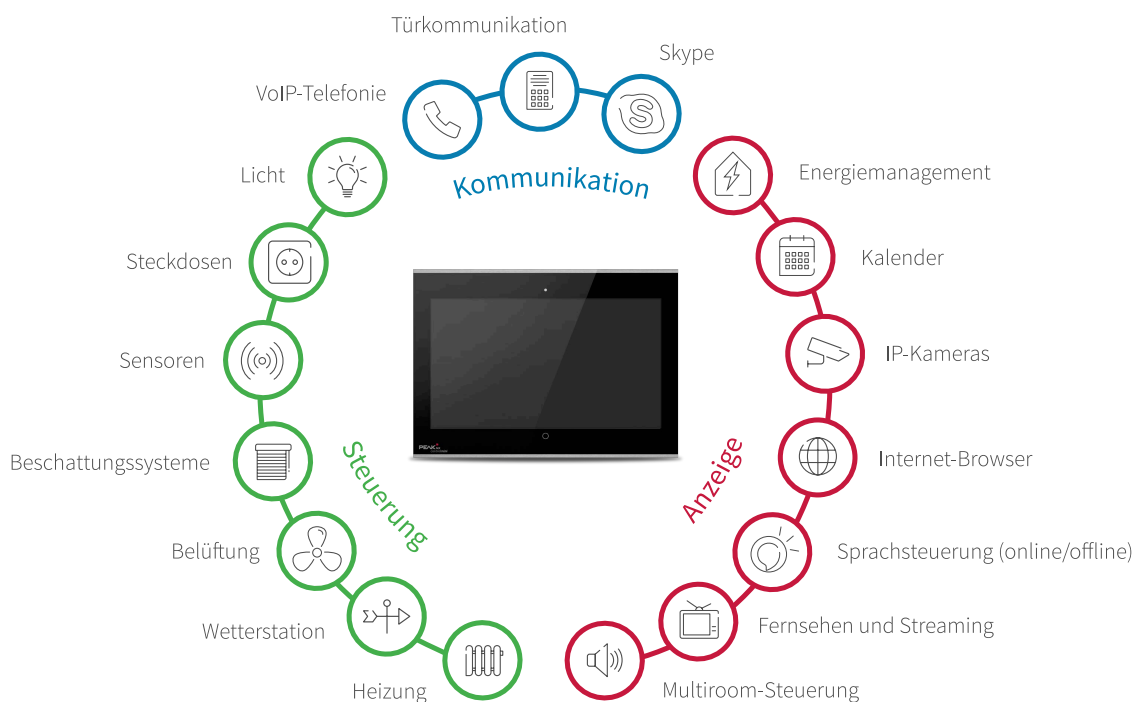 Türkommunikation
Skype
VoIP-Telefonie
Kommunikation
Licht
Energiemanagement
Steckdosen
Kalender
Sensoren
IP-Kameras
Beschattungssysteme
Steuerung
Anzeige
Internet-Browser
PEAK
Belüftung
Sprachsteuerung (online/offline)
Wetterstation
Fernsehen und Streaming
Heizung
Multiroom-Steuerung